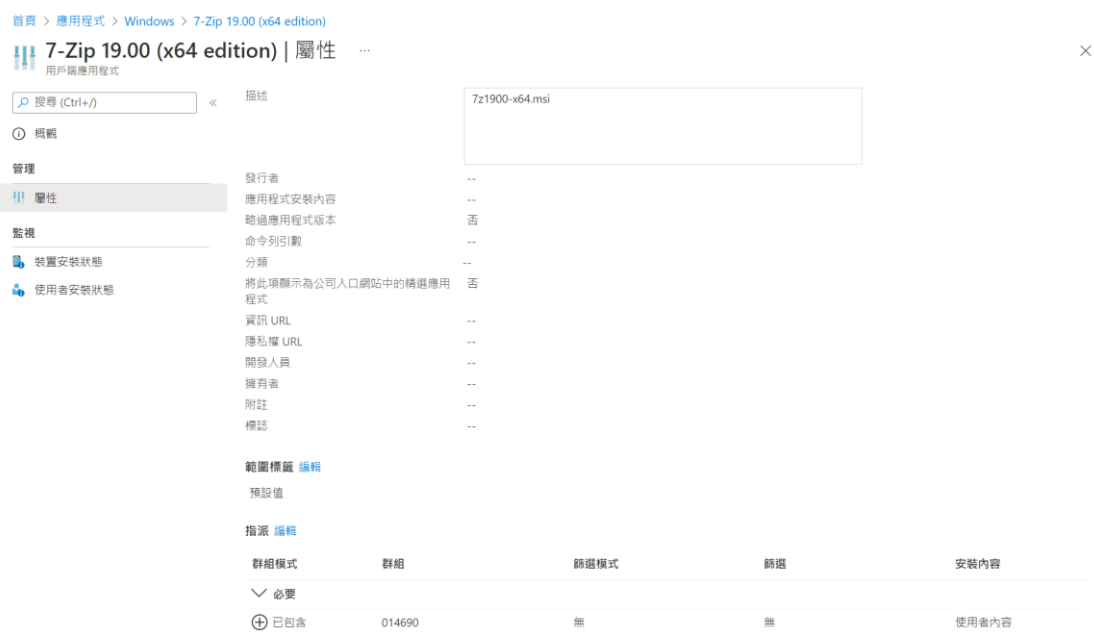 首頁 > 應用程式 > Windows > 7-Zip 19.00 (x64 edition)
7-Zip 19.00 (x64 edition) | 屬性 ...
用戶端應用程式
搜尋 (Ctrl+/)
«
概觀
管理
屬性
監視
裝置安裝狀態
使用者安裝狀態
描述 7z1900-x64.msi
發行者 --
應用程式安裝內容 --
略過應用程式版本 否
命令列引數 --
分類 --
將此項顯示為公司入口網站中的精選應用 否
程式
資訊 URL --
隱私權 URL --
開發人員 --
擁有者 --
附註 --
標誌 --
範圍標籤 編輯
預設值
指派 編輯
群組模式 群組 篩選模式 篩選 安裝內容
必要
已包含 014690 無 無 使用者內容